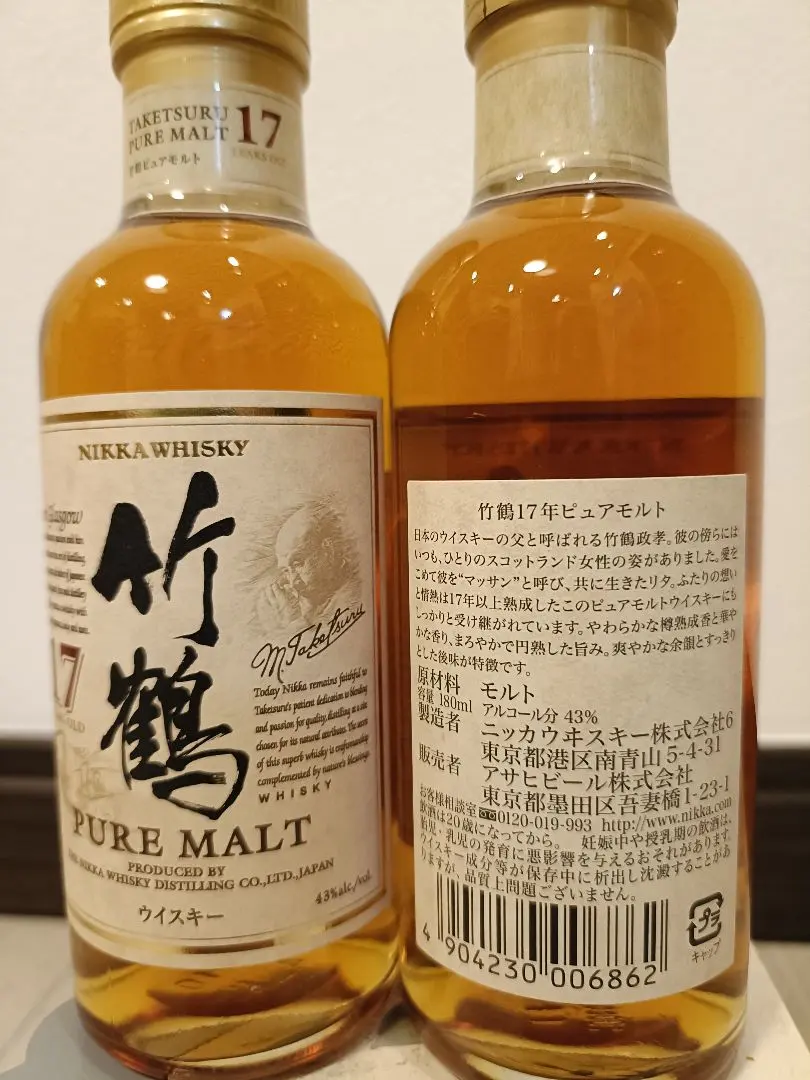 TAKETSURU
PURE MALT 17
竹鶴ピュアモルト
NIKKA WHISKY
Glasgow
竹鶴
17
M. Taketsuru
Today Nikka remains faithful to
Taketsuru's patient dedication to blending
and passion for quality, distilling at a site
chosen for its natural attributes. The secret
of this superb whisky is craftsmanship
complemented by nature's blessings.
WHISKY
PURE MALT
PRODUCED BY
NIKKA WHISKY DISTILLING CO.,LTD.,JAPAN
ウイスキー
43%alc./vol.
竹鶴17年ピュアモルト
日本のウイスキーの父と呼ばれる竹鶴政孝。彼の傍らには
いつも、ひとりのスコットランド女性の姿がありました。愛を
こめて彼を“マッサン”と呼び、共に生きたリタ。ふたりの想い
と情熱は17年以上熟成したこのピュアモルトウイスキーにも
しっかりと受け継がれています。やわらかな樽熟成香と華や
かな香り、まろやかで円熟した旨み。爽やかな余韻とすっきり
とした後味が特徴です。
原材料 モルト
容量 180ml アルコール分 43%
製造者 ニッカウヰスキー株式会社6
東京都港区南青山 5-4-31
販売者 アサヒビール株式会社
東京都墨田区吾妻橋1-23-1
お客様相談室 0120-019-993 http://www.nikka.com
飲酒は20歳になってから。 妊娠中や授乳期の飲酒は、
胎児・乳児の発育に悪影響を与えるおそれがあります。
ウイスキー成分等が保存中に析出し沈澱することがあ
りますが、品質上問題ございません。
4 904230 006862
プラ
キャップ